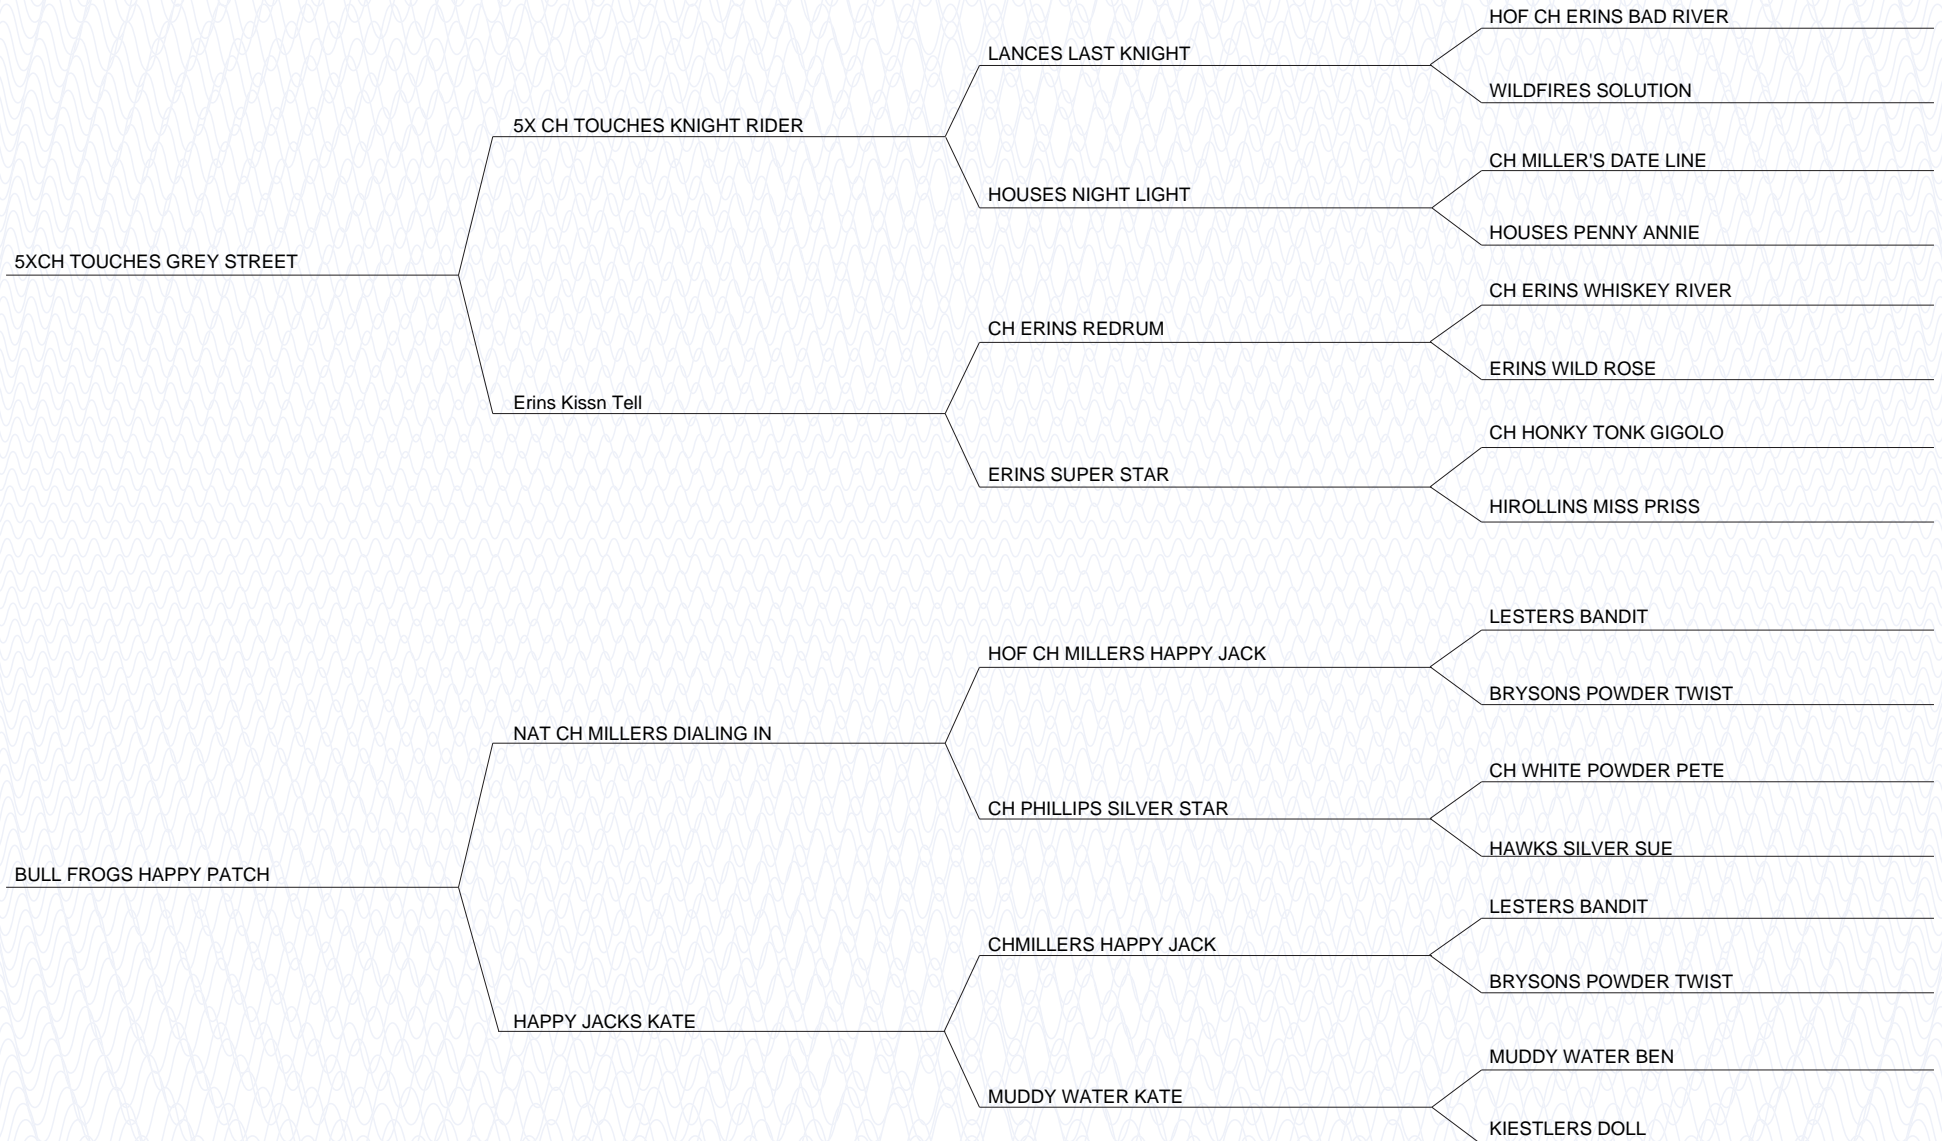 HOF CH ERINS BAD RIVER
LANCES LAST KNIGHT
WILDFIRES SOLUTION
5X CH TOUCHES KNIGHT RIDER
CH MILLER'S DATE LINE
HOUSES NIGHT LIGHT
HOUSES PENNY ANNIE
5XCH TOUCHES GREY STREET
CH ERINS WHISKEY RIVER
CH ERINS REDRUM
ERINS WILD ROSE
Erins Kissn Tell
CH HONKY TONK GIGOLO
ERINS SUPER STAR
HIROLLINS MISS PRISS
LESTERS BANDIT
HOF CH MILLERS HAPPY JACK
BRYSONS POWDER TWIST
NAT CH MILLERS DIALING IN
CH WHITE POWDER PETE
CH PHILLIPS SILVER STAR
HAWKS SILVER SUE
BULL FROGS HAPPY PATCH
LESTERS BANDIT
CHMILLERS HAPPY JACK
BRYSONS POWDER TWIST
HAPPY JACKS KATE
MUDDY WATER BEN
MUDDY WATER KATE
KIESTLERS DOLL